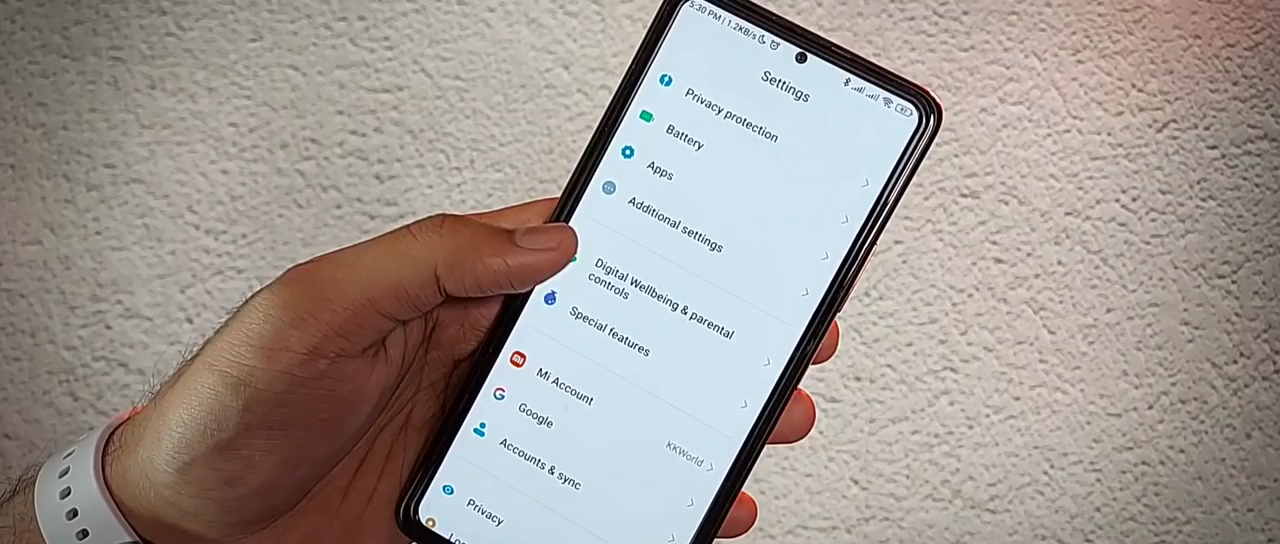 5:30 PM | 1.2KB/s
Settings
Privacy protection
Battery
Apps
Additional settings
Digital Wellbeing & parental
controls
Special features
Mi Account
KKWorld
Google
Accounts & sync
Privacy